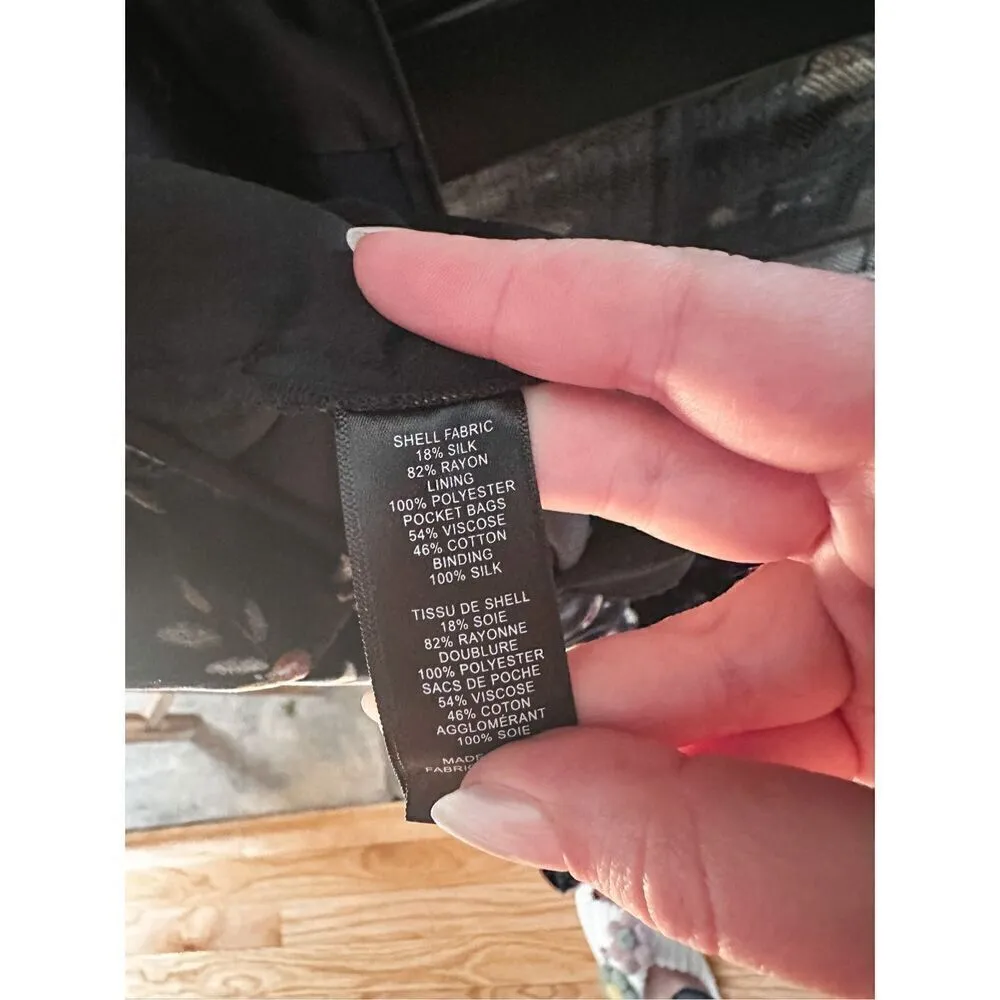 SHELL FABRIC
18% SILK
82% RAYON
LINING
100% POLYESTER
POCKET BAGS
54% VISCOSE
46% COTTON
BINDING
100% SILK
TISSU DE SHELL
18% SOIE
82% RAYONNE
DOUBLURE
100% POLYESTER
SACS DE POCHE
54% VISCOSE
46% COTON
AGGLOMÉRANT
100% SOIE
MADE